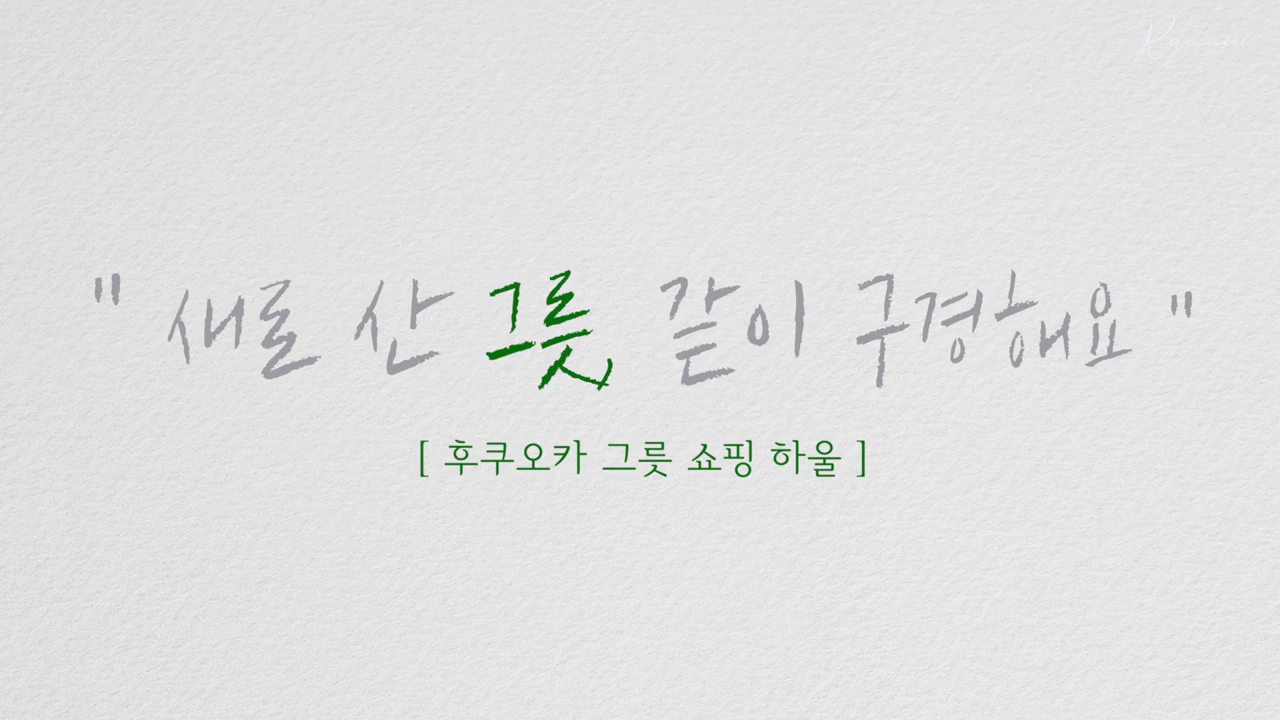 " 새로 산 그릇 같이 구경해요 "
[ 후쿠오카 그릇 쇼핑 하울 ]